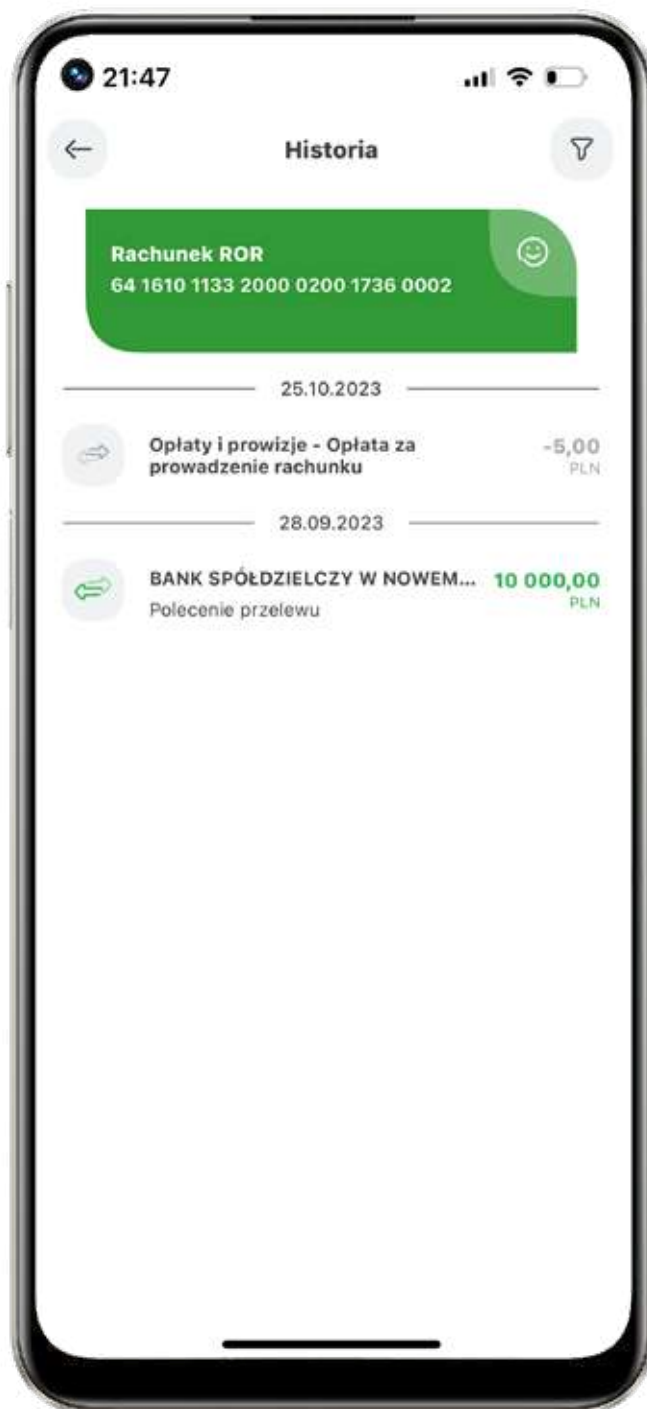 21:47
Historia
Rachunek ROR
64 1610 1133 2000 0200 1736 0002
25.10.2023
Opłaty i prowizje - Opłata za
prowadzenie rachunku
-5,00
PLN
28.09.2023
BANK SPÓŁDZIELCZY W NOWEM...
10 000,00
Polecenie przelewu
PLN